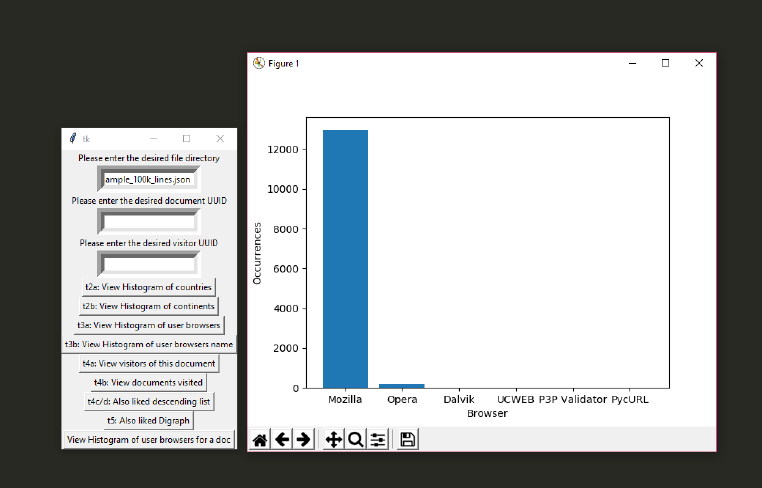 tk
Please enter the desired file directory
ample_100k_lines.json
Please enter the desired document UUID
Please enter the desired visitor UUID
t2a: View Histogram of countries
t2b: View Histogram of continents
t3a: View Histogram of user browsers
t3b: View Histogram of user browsers name
t4a: View visitors of this document
t4b: View documents visited
t4c/d: Also liked descending list
t5: Also liked Digraph
View Histogram of user browsers for a doc
Figure 1
12000
10000
8000
6000
4000
2000
0
Occurrences
Mozilla Opera Dalvik UCWEB P3P Validator PycURL
Browser